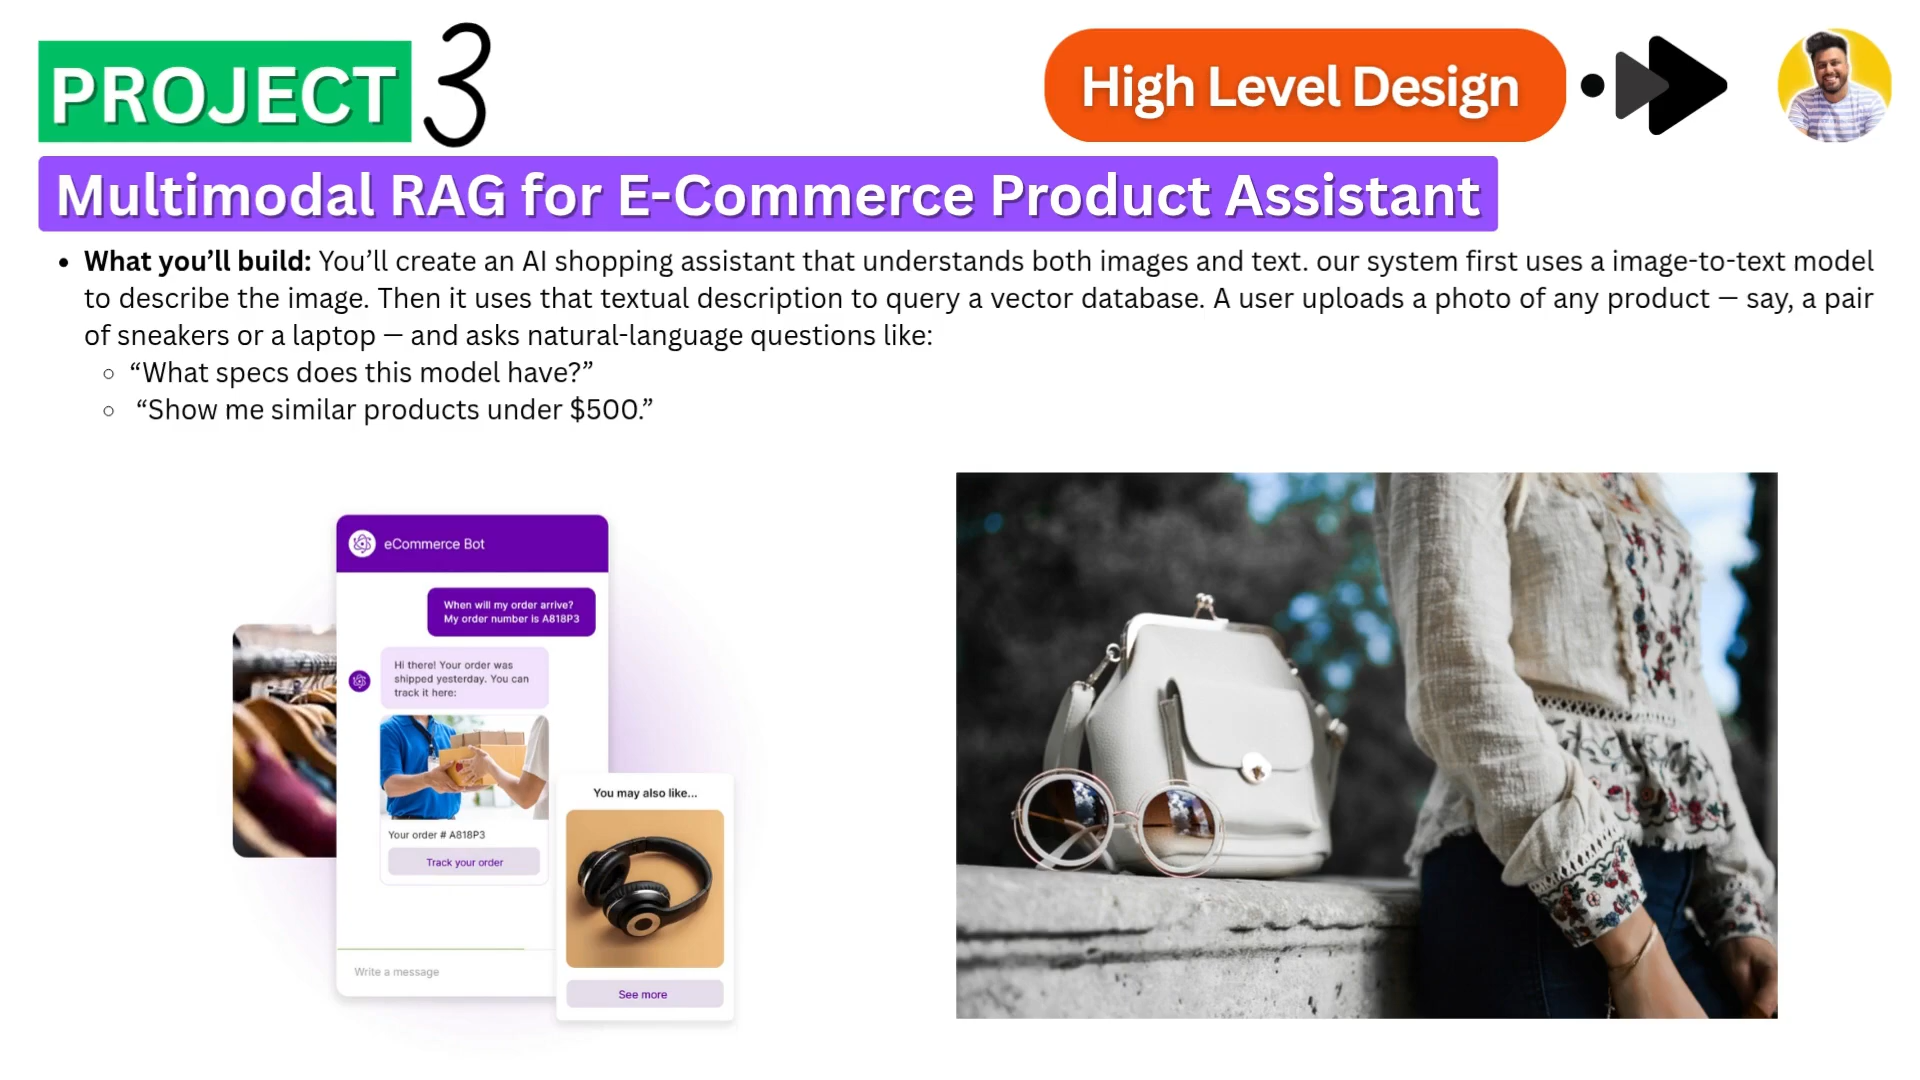 PROJECT 3
High Level Design
Multimodal RAG for E-Commerce Product Assistant
• What you’ll build: You’ll create an AI shopping assistant that understands both images and text. our system first uses a image-to-text model
to describe the image. Then it uses that textual description to query a vector database. A user uploads a photo of any product — say, a pair
of sneakers or a laptop — and asks natural-language questions like:
○ “What specs does this model have?”
○ “Show me similar products under $500.”
eCommerce Bot
When will my order arrive?
My order number is A818P3
Hi there! Your order was
shipped yesterday. You can
track it here:
Your order # A818P3
Track your order
Write a message
You may also like...
See more